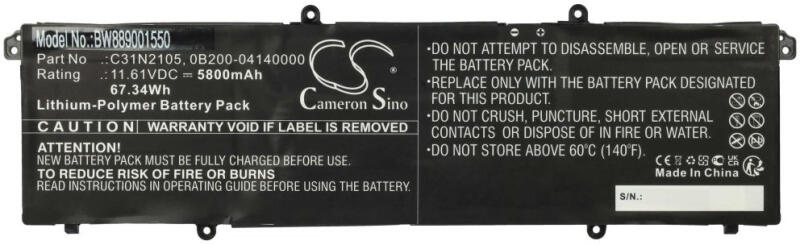 Model No.:BW889001550
Part No :C31N2105, 0B200-04140000
Rating :11.61VDC = 5800mAh
67.34Wh
Lithium-Polymer Battery Pack
CS
Cameron Sino
CAUTION WARRANTY VOID IF LABEL IS REMOVED
ATTENTION!
NEW BATTERY PACK MUST BE FULLY CHARGED BEFORE USE.
TO REDUCE RISK OF FIRE OR BURNS
READ INSTRUCTIONS IN OPERATING GUIDE BEFORE USING THE BATTERY.
•DO NOT ATTEMPT TO DISASSEMBLE, OPEN OR SERVICE
THE BATTERY PACK.
•REPLACE ONLY WITH THE BATTERY PACK DESIGNATED
FOR THIS PRODUCT.
•DO NOT CRUSH, PUNCTURE, SHORT EXTERNAL
CONTACTS OR DISPOSE OF IN FIRE OR WATER.
•DO NOT STORE ABOVE 60°C (140°F).
CE
UK CA
Made In China
S/N.: